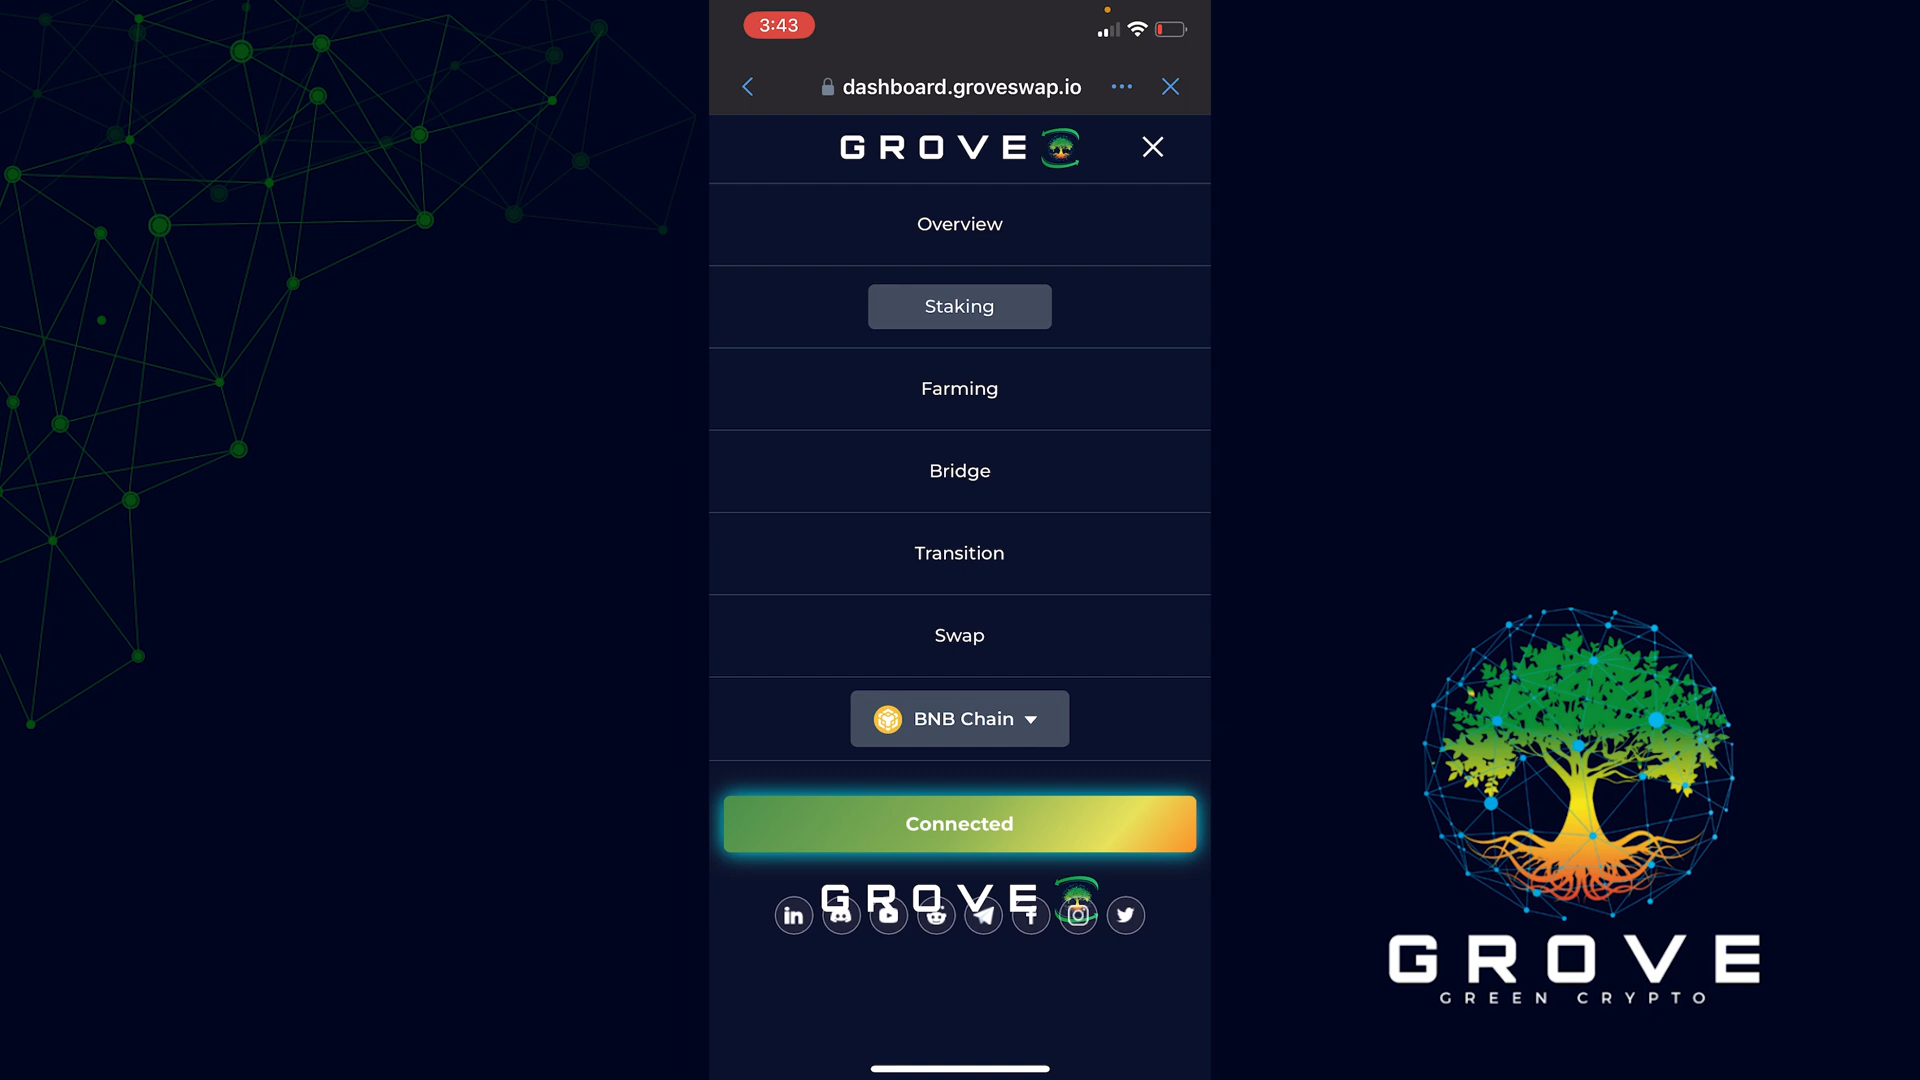 3:43
dashboard.groveswap.io
GROVE
Overview
Staking
Farming
Bridge
Transition
Swap
BNB Chain
Connected
GROVE
GROVE
GREEN CRYPTO